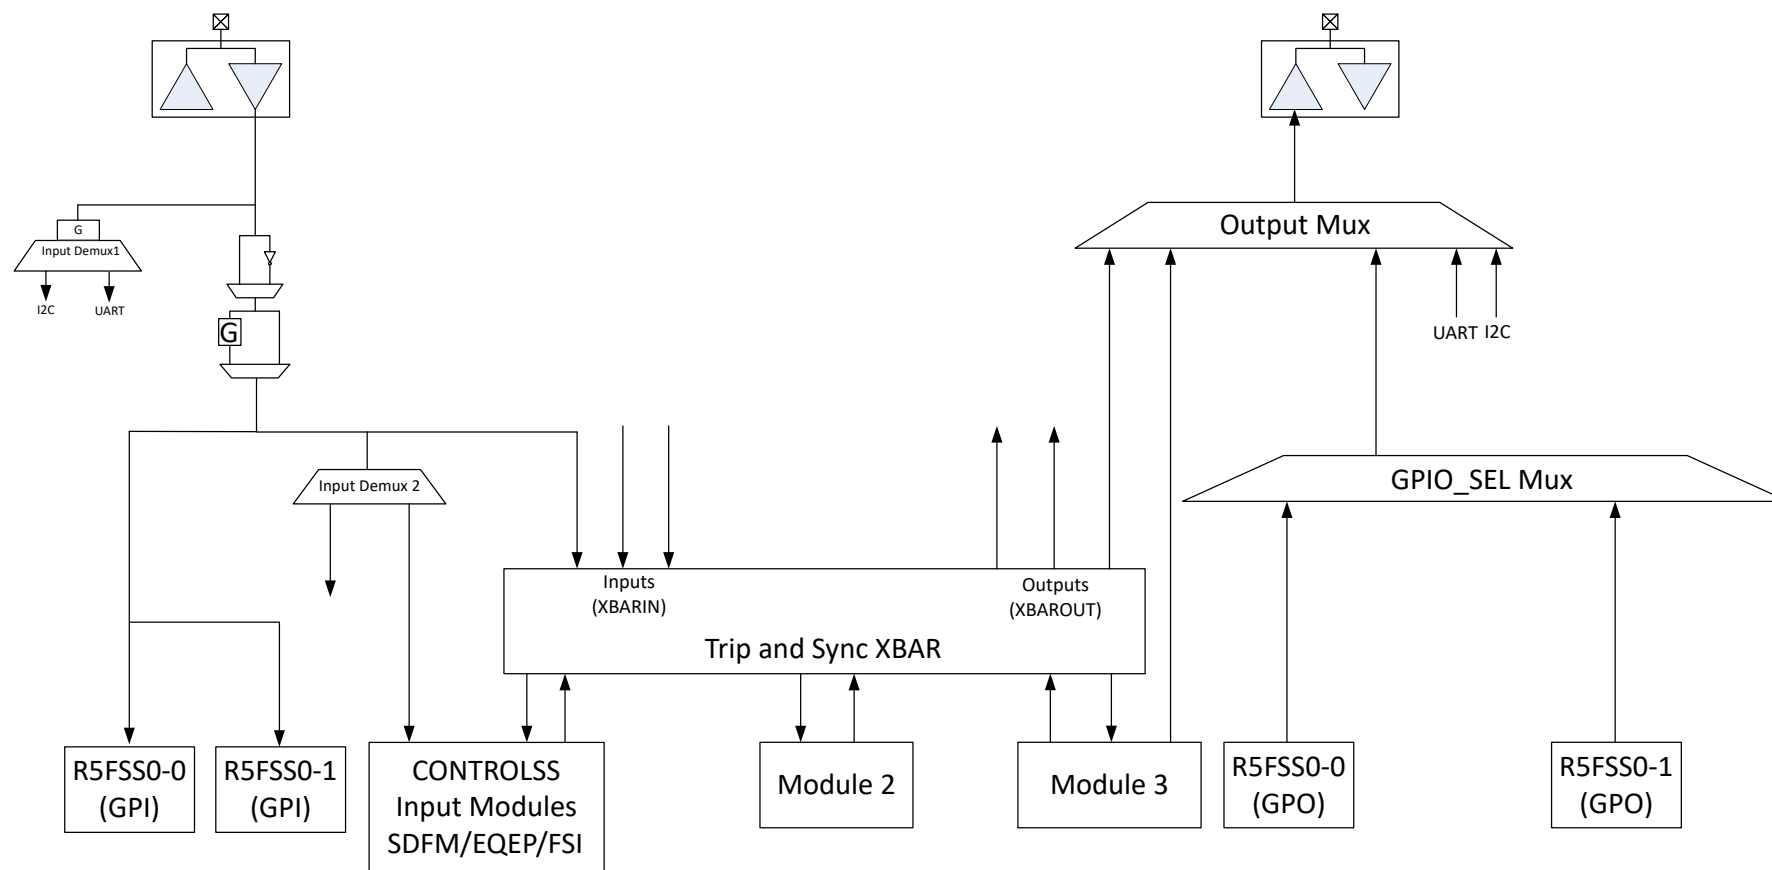 Output Mux
G
Input Demux1
I2C
UART
G
UART
I2C
Input Demux 2
GPIO_SEL Mux
Inputs
(XBARIN)
Outputs
(XBAROUT)
Trip and Sync XBAR
R5FSS0-0
(GPI)
R5FSS0-1
(GPI)
CONTROLSS
Input Modules
SDFM/EQEP/FSI
Module 2
Module 3
R5FSS0-0
(GPO)
R5FSS0-1
(GPO)